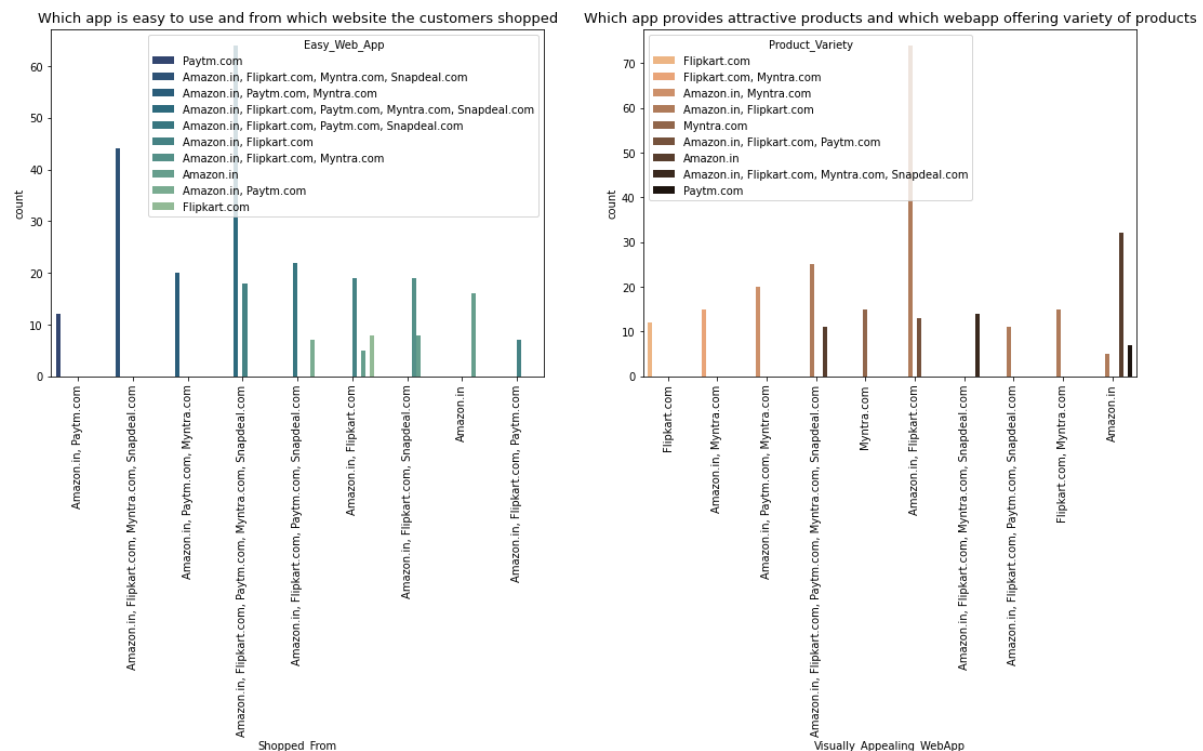 Which app is easy to use and from which website the customers shopped
Easy_Web_App
Paytm.com
Amazon.in, Flipkart.com, Myntra.com, Snapdeal.com
Amazon.in, Paytm.com, Myntra.com
Amazon.in, Flipkart.com, Paytm.com, Myntra.com, Snapdeal.com
Amazon.in, Flipkart.com, Paytm.com, Snapdeal.com
Amazon.in, Flipkart.com
Amazon.in, Flipkart.com, Myntra.com
Amazon.in
Amazon.in, Paytm.com
Flipkart.com
count
60
50
40
30
20
10
0
Amazon.in, Paytm.com
Amazon.in, Flipkart.com, Myntra.com, Snapdeal.com
Amazon.in, Paytm.com, Myntra.com
Amazon.in, Flipkart.com, Paytm.com, Myntra.com, Snapdeal.com
Amazon.in, Flipkart.com, Paytm.com, Snapdeal.com
Amazon.in, Flipkart.com
Amazon.in, Flipkart.com, Snapdeal.com
Amazon.in
Amazon.in, Flipkart.com, Paytm.com
Shopped_From
Which app provides attractive products and which webapp offering variety of products
Product_Variety
Flipkart.com
Flipkart.com, Myntra.com
Amazon.in, Myntra.com
Amazon.in, Flipkart.com
Myntra.com
Amazon.in, Flipkart.com, Paytm.com
Amazon.in
Amazon.in, Flipkart.com, Myntra.com, Snapdeal.com
Paytm.com
count
70
60
50
40
30
20
10
0
Flipkart.com
Amazon.in, Myntra.com
Amazon.in, Paytm.com, Myntra.com
Amazon.in, Flipkart.com, Paytm.com, Myntra.com, Snapdeal.com
Myntra.com
Amazon.in, Flipkart.com
Amazon.in, Flipkart.com, Myntra.com, Snapdeal.com
Amazon.in, Flipkart.com, Paytm.com, Snapdeal.com
Flipkart.com, Myntra.com
Amazon.in
Visually_Appealing_WebApp